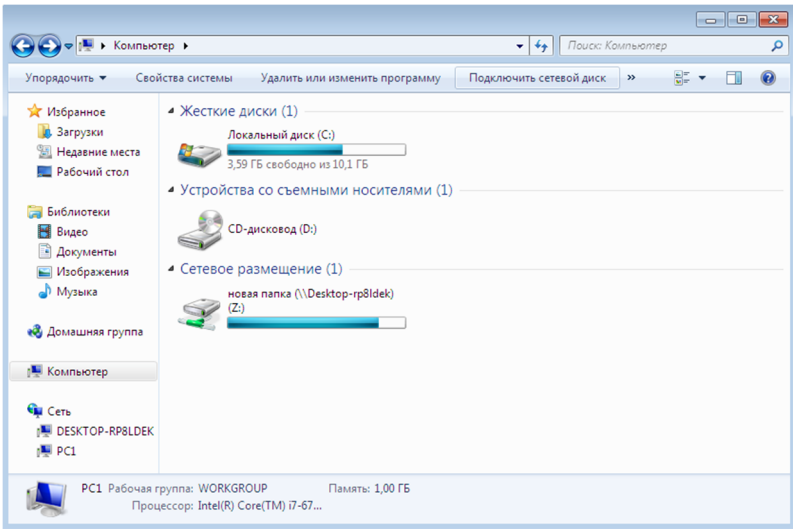 Компьютер
Поиск: Компьютер
Упорядочить Свойства системы Удалить или изменить программу Подключить сетевой диск »
Избранное
Загрузки
Недавние места
Рабочий стол
Библиотеки
Видео
Документы
Изображения
Музыка
Домашняя группа
Компьютер
Сеть
DESKTOP-RP8LDEK
PC1
Жесткие диски (1)
Локальный диск (C:)
3,59 ГБ свободно из 10,1 ГБ
Устройства со съемными носителями (1)
CD-дисковод (D:)
Сетевое размещение (1)
новая папка (\\Desktop-rp8ldek)
(Z:)
PC1 Рабочая группа: WORKGROUP Память: 1,00 ГБ
Процессор: Intel(R) Core(TM) i7-67...